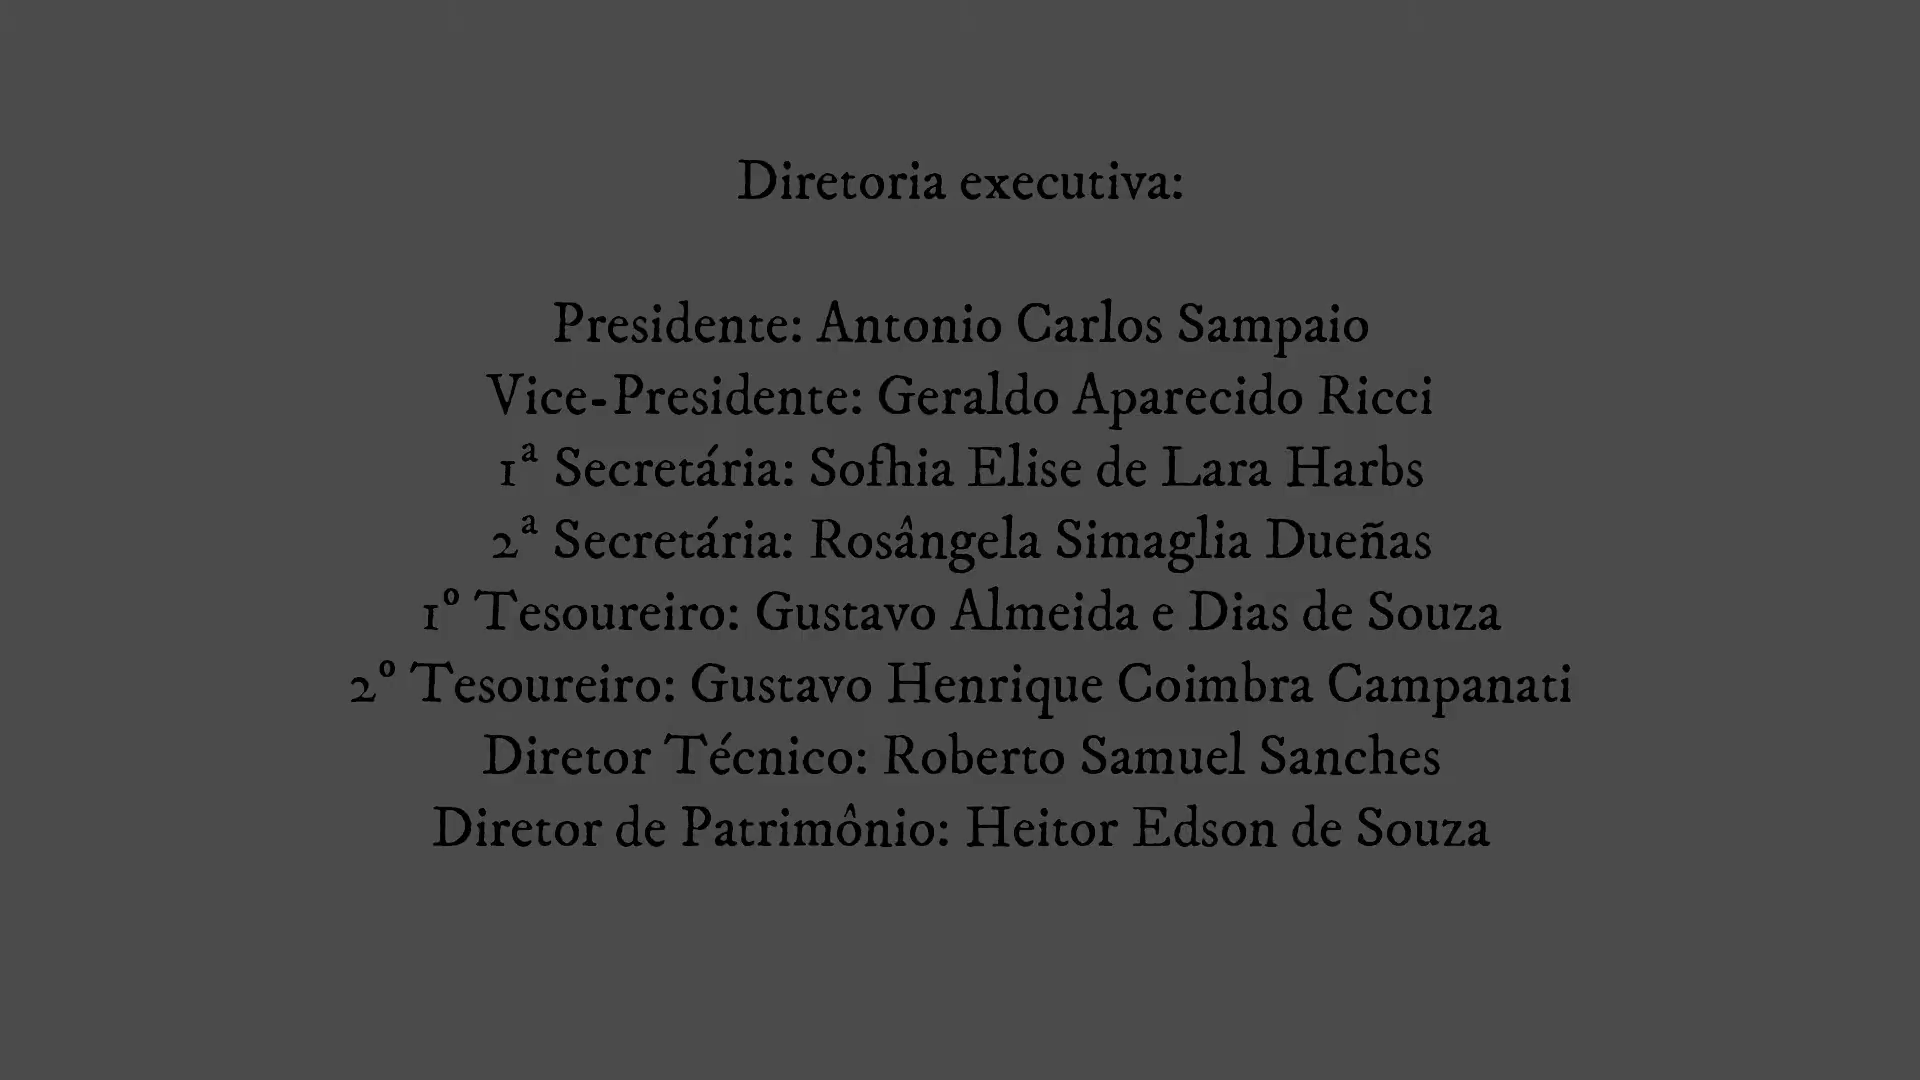 Diretoria executiva:
Presidente: Antonio Carlos Sampaio
Vice-Presidente: Geraldo Aparecido Ricci
1ª Secretária: Sofhia Elise de Lara Harbs
2ª Secretária: Rosângela Simaglia Dueñas
1º Tesoureiro: Gustavo Almeida e Dias de Souza
2º Tesoureiro: Gustavo Henrique Coimbra Campanati
Diretor Técnico: Roberto Samuel Sanches
Diretor de Patrimônio: Heitor Edson de Souza